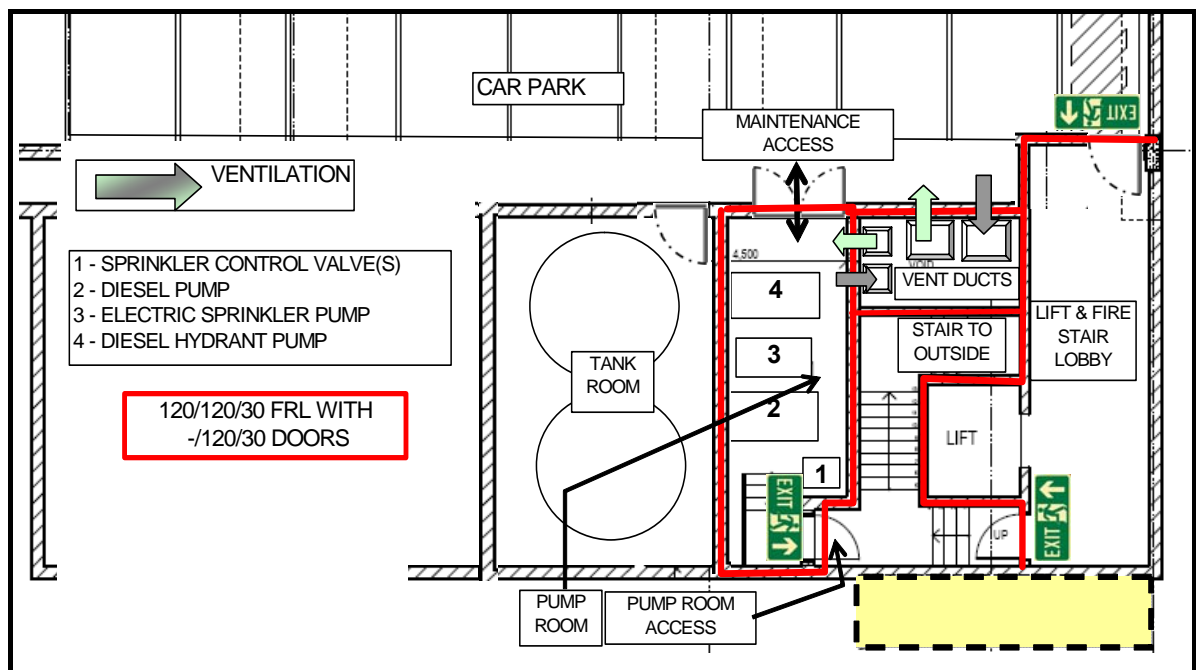 CAR PARK
EXIT
MAINTENANCE
ACCESS
VENTILATION
4,500
VOID
VENT DUCTS
1 - SPRINKLER CONTROL VALVE(S)
2 - DIESEL PUMP
3 - ELECTRIC SPRINKLER PUMP
4 - DIESEL HYDRANT PUMP
4
3
2
1
TANK
ROOM
STAIR TO
OUTSIDE
LIFT & FIRE
STAIR
LOBBY
120/120/30 FRL WITH
-/120/30 DOORS
LIFT
EXIT
EXIT
UP
PUMP
ROOM
PUMP ROOM
ACCESS